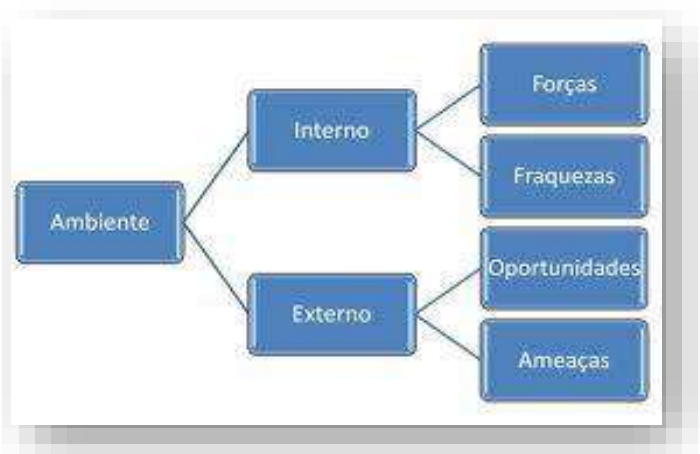 Ambiente
Interno
Forças
Fraquezas
Externo
Oportunidades
Ameaças